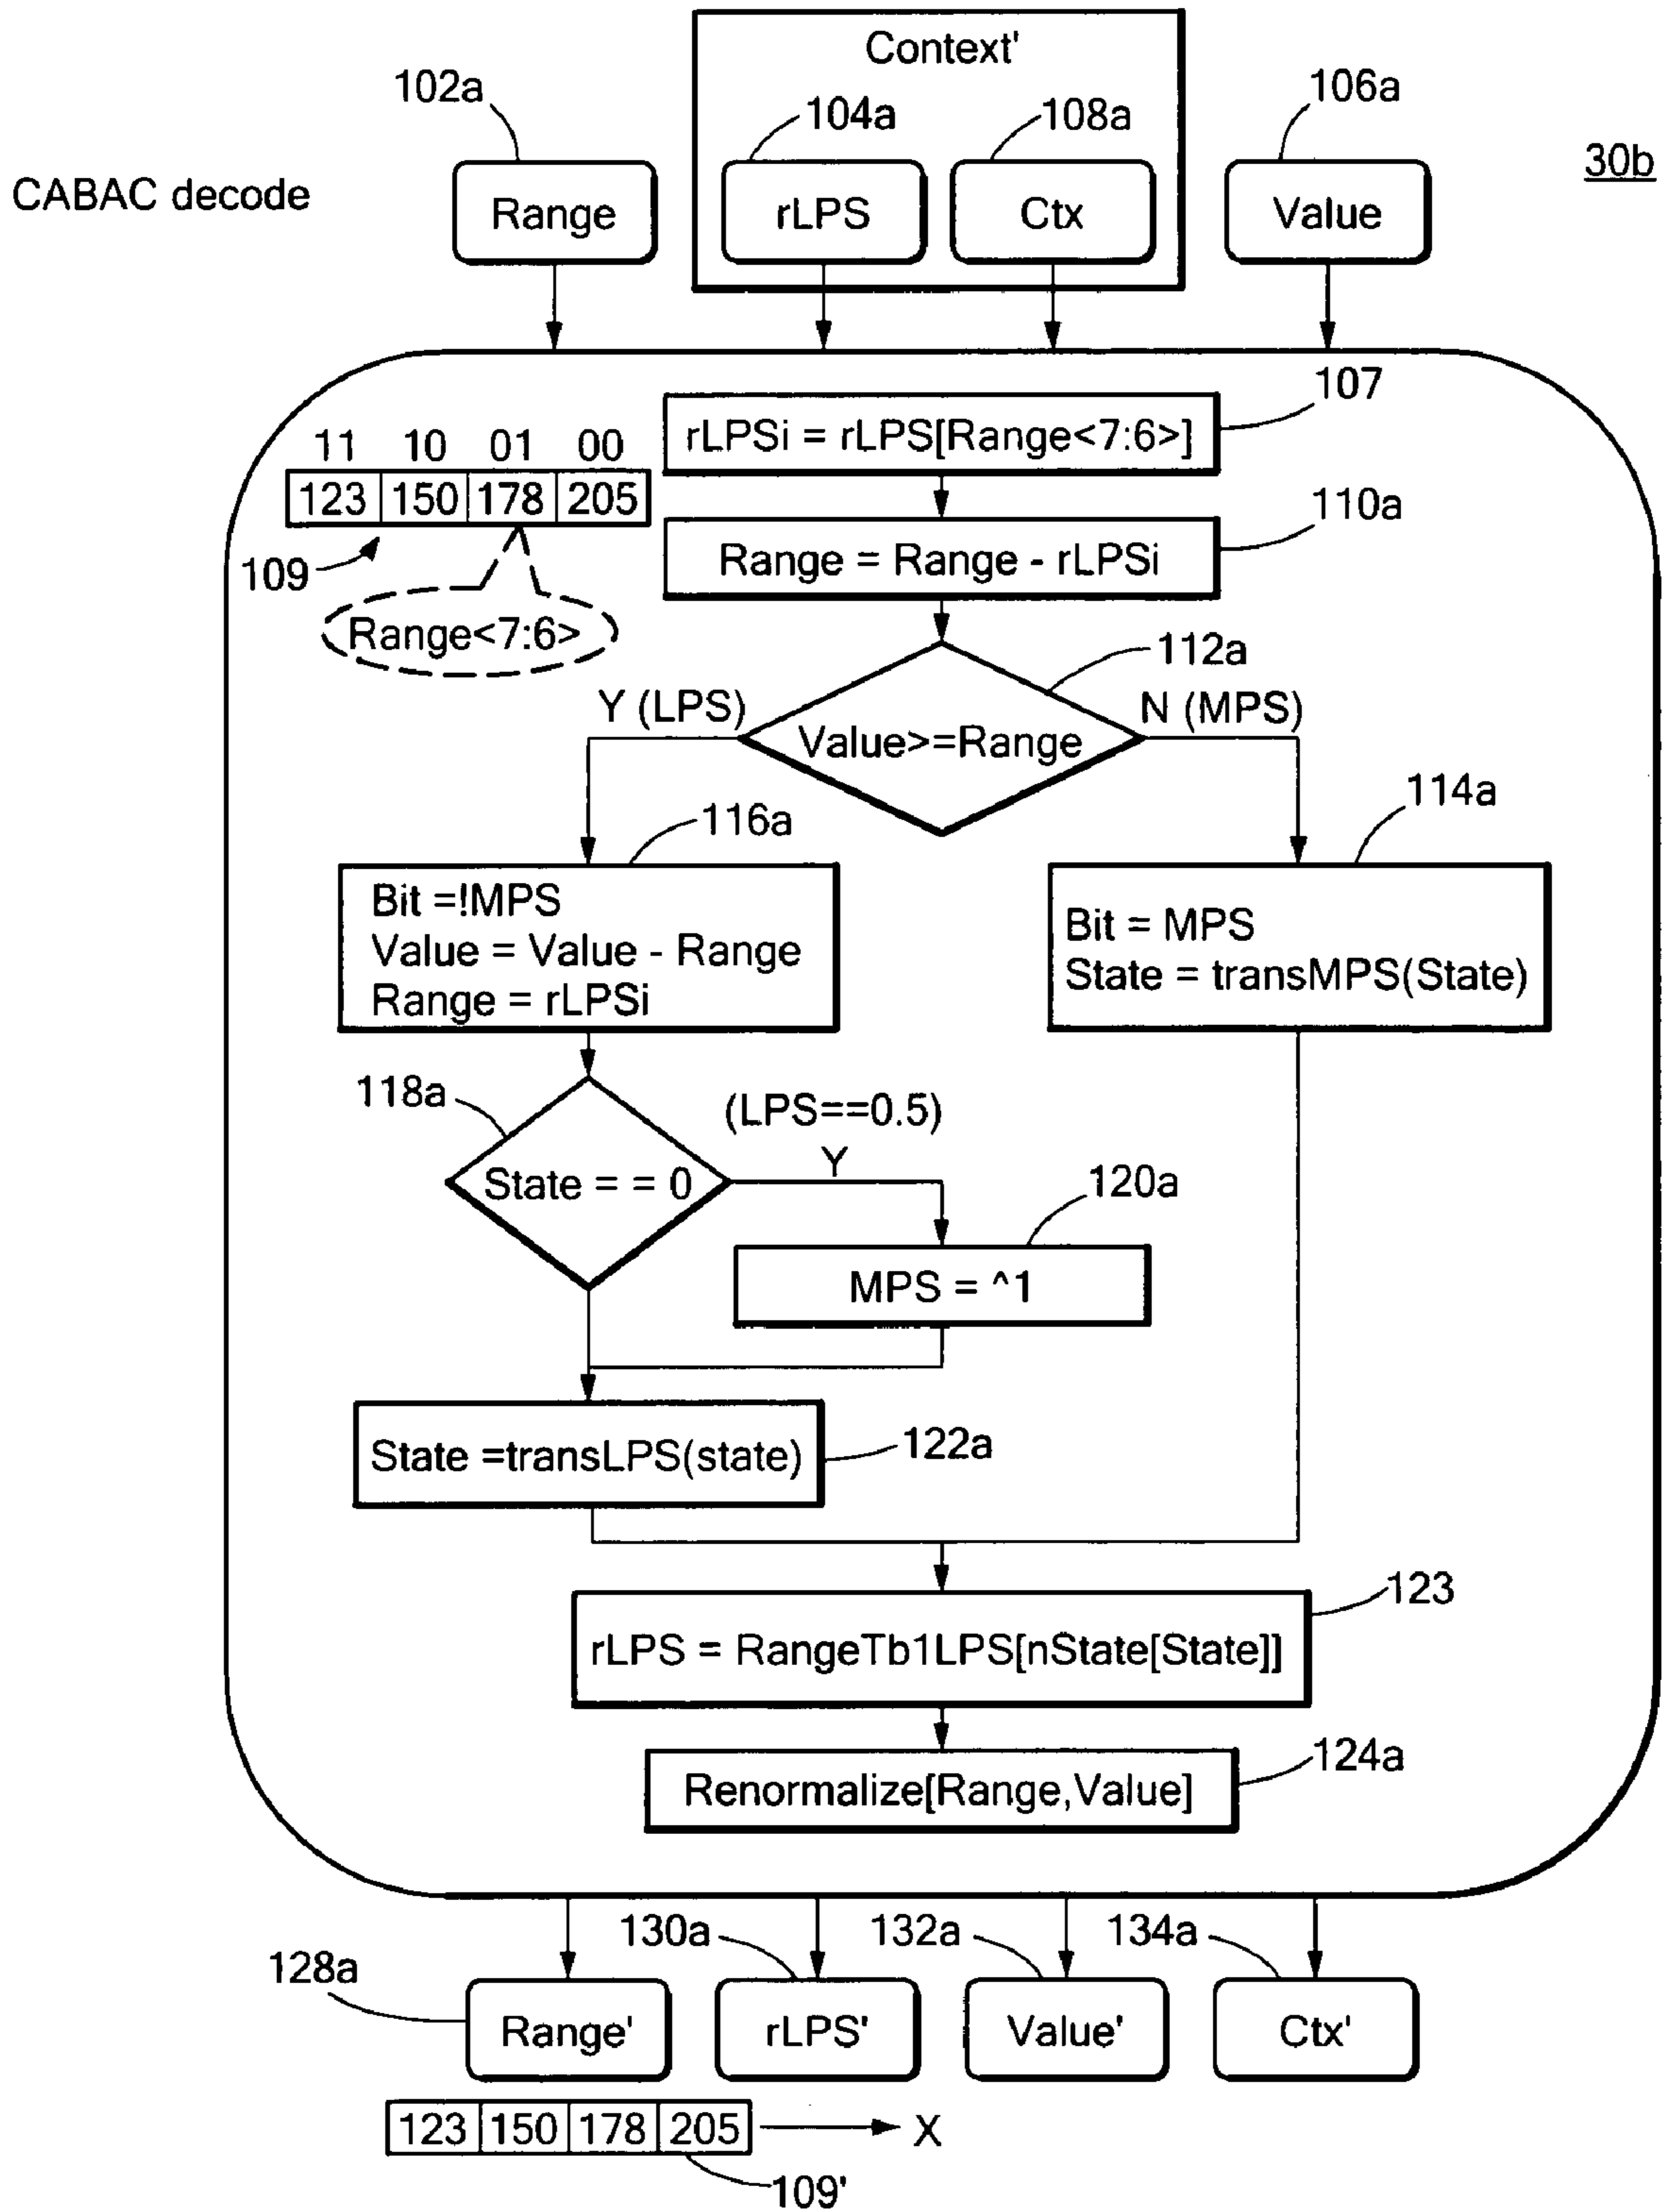 Context'
102a
104a
108a
106a
30b
CABAC decode
Range
rLPS
Ctx
Value
107
rLPSi = rLPS[Range<7:6>]
11 10 01 00
123 150 178 205
109
Range<7:6>
110a
Range = Range - rLPSi
112a
Y (LPS)
N (MPS)
Value>=Range
116a
114a
Bit =!MPS
Value = Value - Range
Range = rLPSi
Bit = MPS
State = transMPS(State)
118a
(LPS==0.5)
Y
State = = 0
120a
MPS = ^1
State =transLPS(state)
122a
123
rLPS = RangeTb1LPS[nState[State]]
124a
Renormalize[Range,Value]
128a
130a
132a
134a
Range'
rLPS'
Value'
Ctx'
123 150 178 205
X
109'